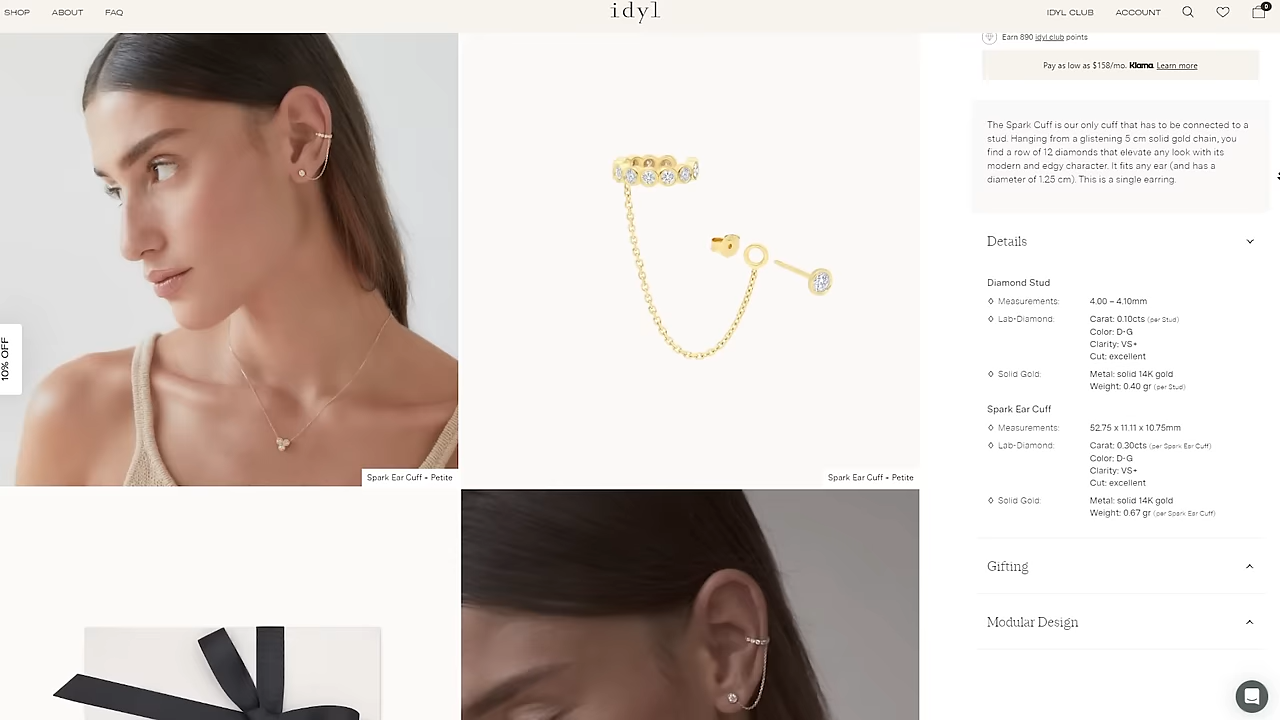 SHOP ABOUT FAQ
idyl
IDYL CLUB ACCOUNT
0
Earn 890 idyl club points
Pay as low as $158/mo. Klarna. Learn more
The Spark Cuff is our only cuff that has to be connected to a
stud. Hanging from a glistening 5 cm solid gold chain, you
find a row of 12 diamonds that elevate any look with its
modern and edgy character. It fits any ear (and has a
diameter of 1.25 cm). This is a single earring.
Details
Diamond Stud
◊ Measurements: 4.00 – 4.10mm
◊ Lab-Diamond: Carat: 0.10cts (per Stud)
Color: D-G
Clarity: VS+
Cut: excellent
◊ Solid Gold: Metal: solid 14K gold
Weight: 0.40 gr (per Stud)
Spark Ear Cuff
◊ Measurements: 52.75 x 11.11 x 10.75mm
◊ Lab-Diamond: Carat: 0.30cts (per Spark Ear Cuff)
Color: D-G
Clarity: VS+
Cut: excellent
◊ Solid Gold: Metal: solid 14K gold
Weight: 0.67 gr (per Spark Ear Cuff)
Gifting
Modular Design
10% OFF
Spark Ear Cuff + Petite
Spark Ear Cuff + Petite